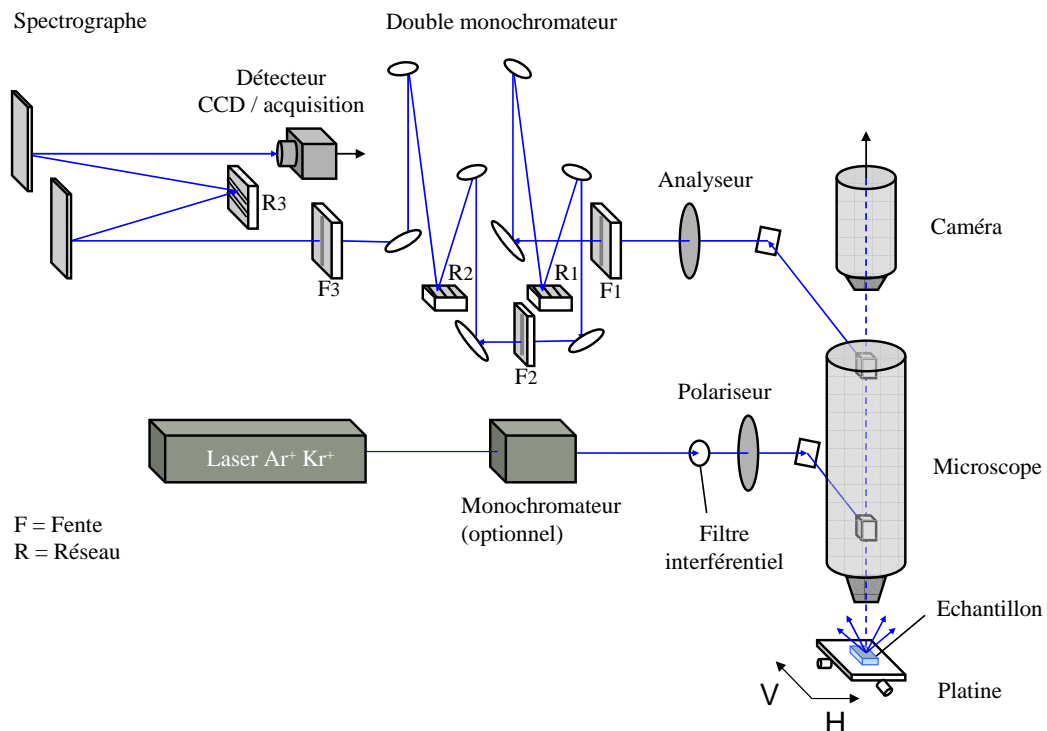 Spectrographe
Double monochromateur
Détecteur
CCD / acquisition
R3
F3
R2
R1
F1
F2
Analyseur
Caméra
Polariseur
Laser Ar⁺ Kr⁺
Monochromateur
(optionnel)
Filtre
interférentiel
Microscope
F = Fente
R = Réseau
Echantillon
Platine
V
H